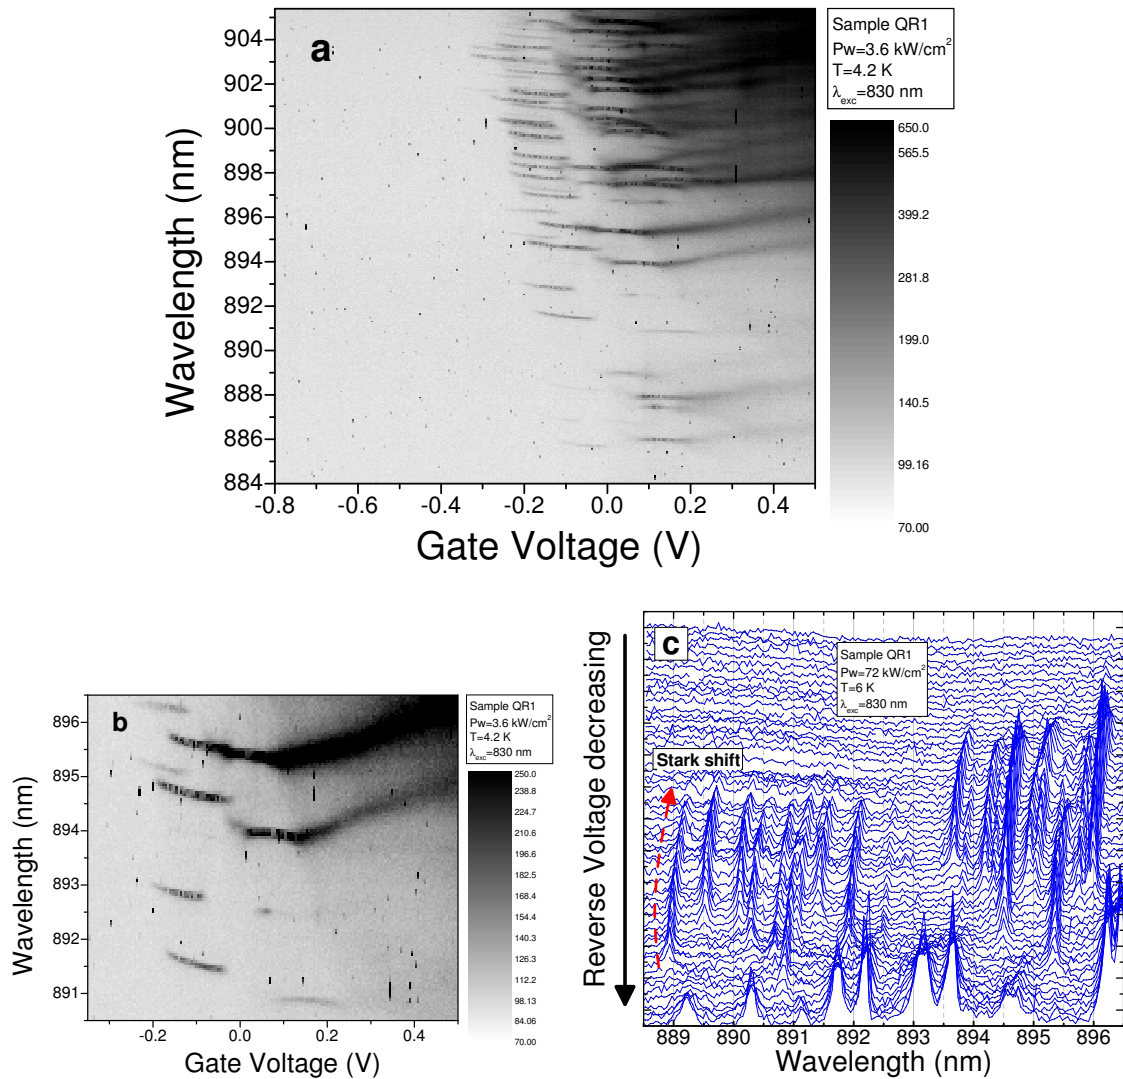 a
Sample QR1
Pw=3.6 kW/cm²
T=4.2 K
λexc=830 nm
904
902
900
898
896
894
892
890
888
886
884
-0.8
-0.6
-0.4
-0.2
0.0
0.2
0.4
Wavelength (nm)
Gate Voltage (V)
650.0
565.5
399.2
281.8
199.0
140.5
99.16
70.00
b
Sample QR1
Pw=3.6 kW/cm²
T=4.2 K
λexc=830 nm
896
895
894
893
892
891
-0.2
0.0
0.2
0.4
Wavelength (nm)
Gate Voltage (V)
250.0
238.8
224.7
210.6
196.5
182.5
168.4
154.4
140.3
126.3
112.2
98.13
84.06
70.00
c
Sample QR1
Pw=72 kW/cm²
T=6 K
λexc=830 nm
Stark shift
Reverse Voltage decreasing
889
890
891
892
893
894
895
896
Wavelength (nm)